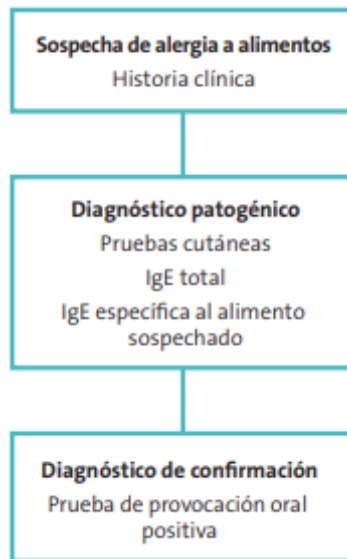 Sospecha de alergia a alimentos
Historia clínica
Diagnóstico patogénico
Pruebas cutáneas
IgE total
IgE específica al alimento
sospechado
Diagnóstico de confirmación
Prueba de provocación oral
positiva